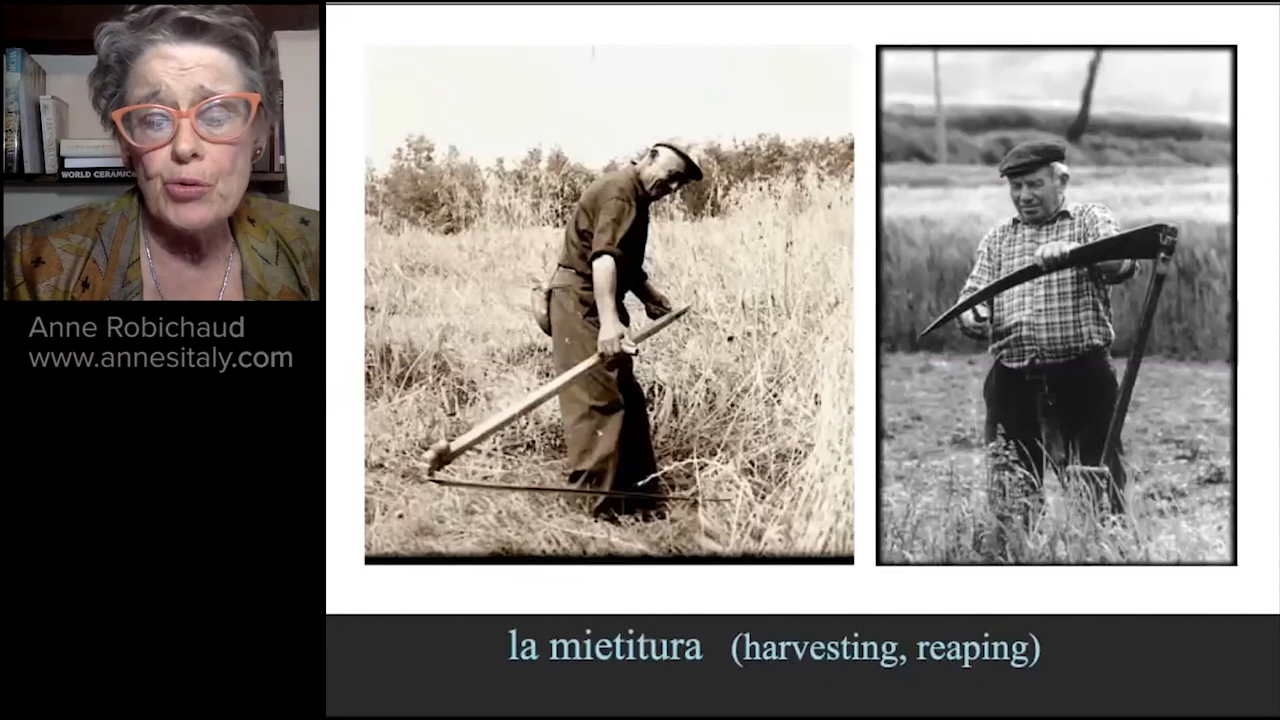 WORLD CERAMICS
Anne Robichaud
www.annesitaly.com
la mietitura (harvesting, reaping)